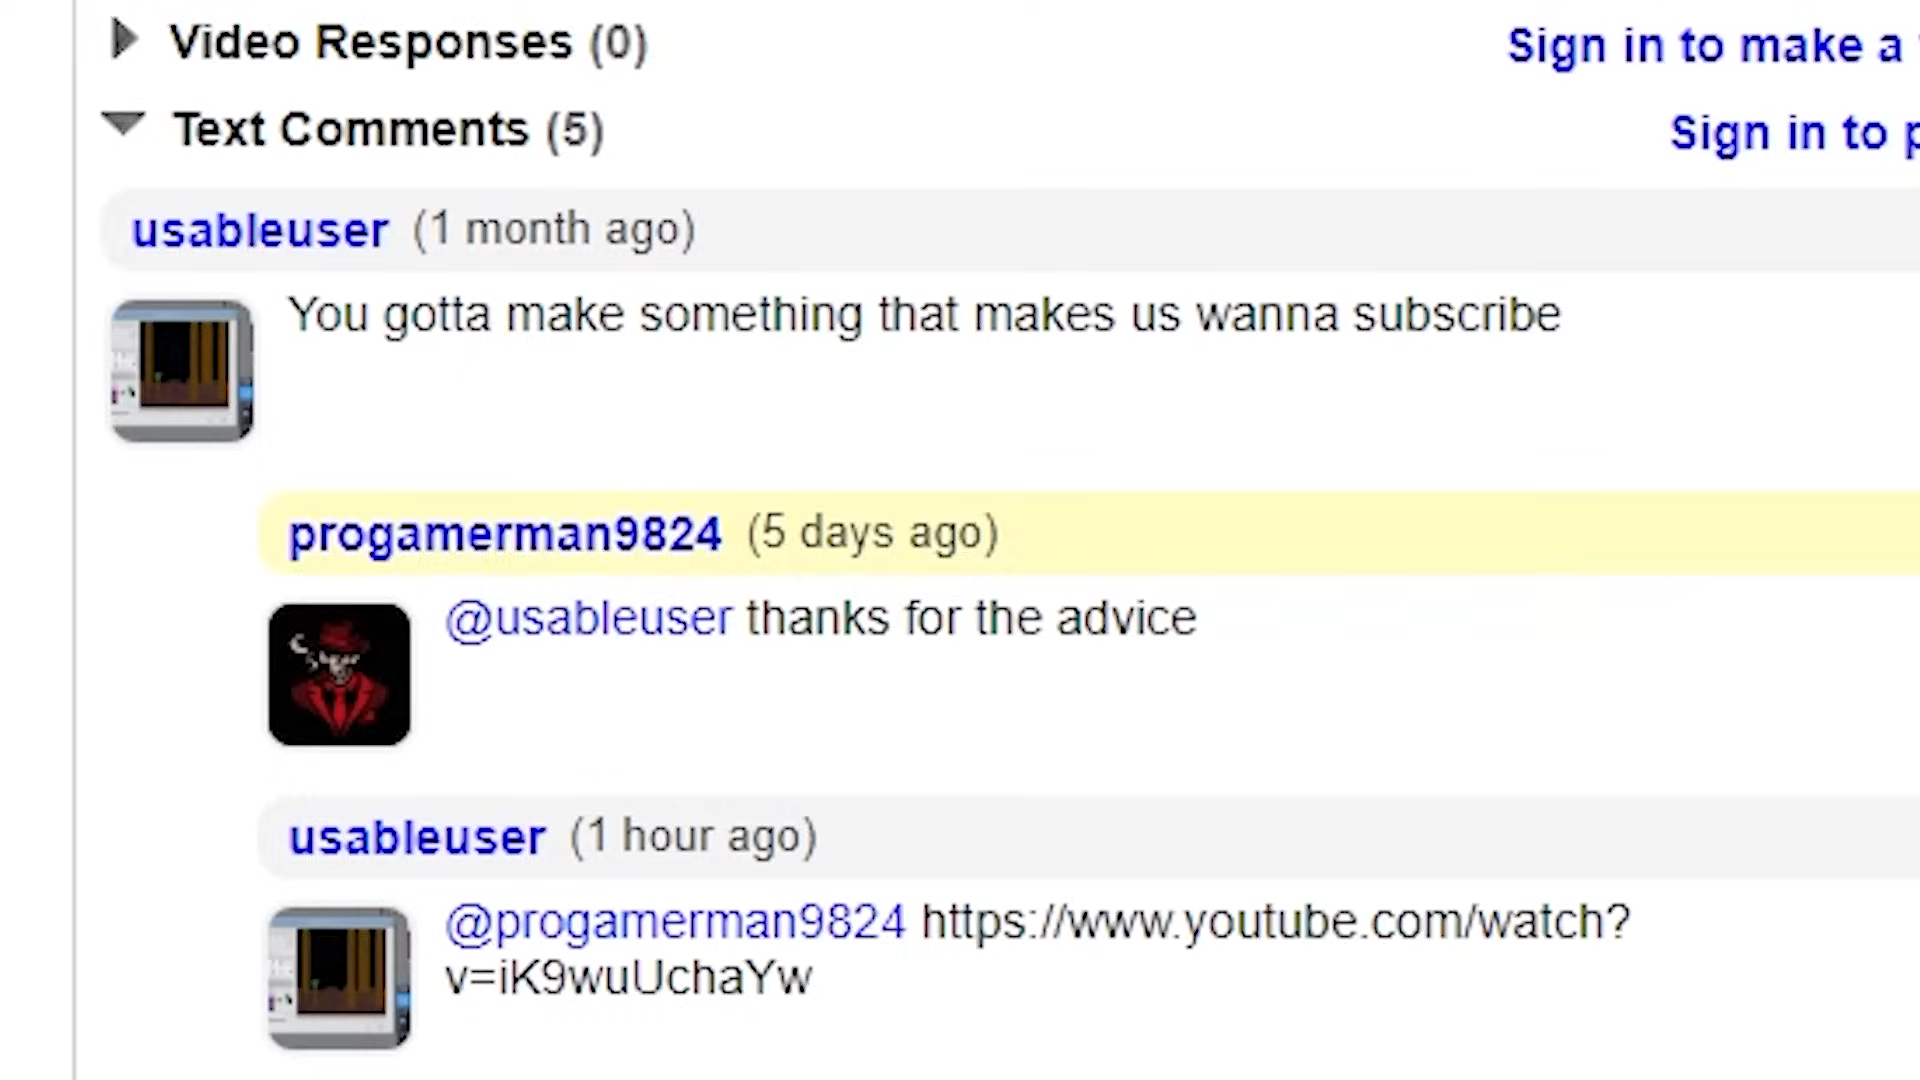 Video Responses (0)
Sign in to make a
Text Comments (5)
Sign in to p
usableuser (1 month ago)
You gotta make something that makes us wanna subscribe
progamerman9824 (5 days ago)
@usableuser thanks for the advice
usableuser (1 hour ago)
@progamerman9824 https://www.youtube.com/watch?
v=iK9wuUchaYw